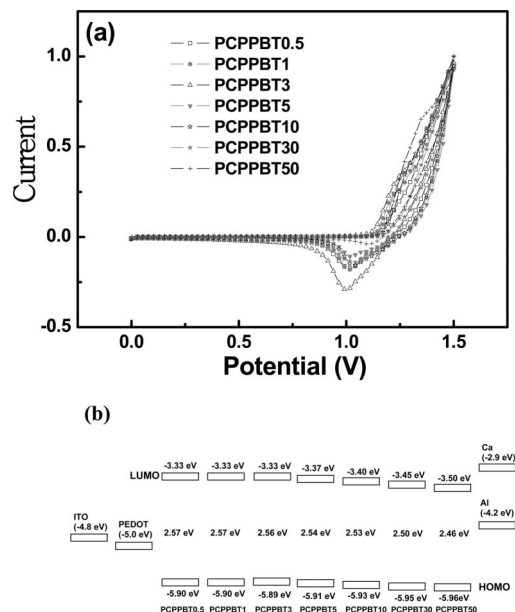 (a)
PCPPBT0.5
PCPPBT1
PCPPBT3
PCPPBT5
PCPPBT10
PCPPBT30
PCPPBT50
Current
1.0
0.5
0.0
-0.5
0.0 0.5 1.0 1.5
Potential (V)
(b)
LUMO -3.33 eV -3.33 eV -3.33 eV -3.37 eV -3.40 eV -3.45 eV -3.50 eV
Ca
(-2.9 eV)
Al
(-4.2 eV)
ITO
(-4.8 eV)
PEDOT
(-5.0 eV)
2.57 eV 2.57 eV 2.56 eV 2.54 eV 2.53 eV 2.50 eV 2.46 eV
HOMO
-5.90 eV -5.90 eV -5.89 eV -5.91 eV -5.93 eV -5.95 eV -5.96eV
PCPPBT0.5 PCPPBT1 PCPPBT3 PCPPBT5 PCPPBT10 PCPPBT30 PCPPBT50